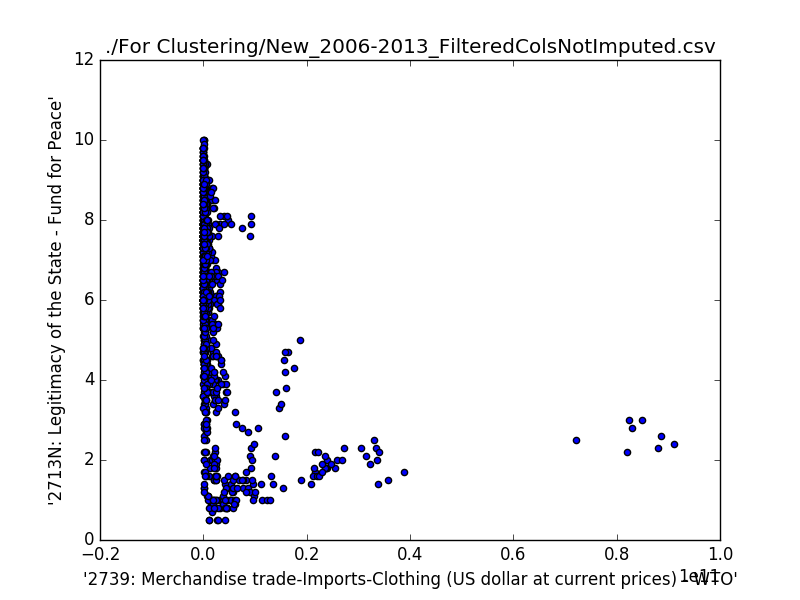 ./For Clustering/New_2006-2013_FilteredColsNotImputed.csv
12
10
8
6
4
2
0
'2713N: Legitimacy of the State - Fund for Peace'
−0.2 0.0 0.2 0.4 0.6 0.8 1.0
1e11
'2739: Merchandise trade-Imports-Clothing (US dollar at current prices) - WTO'